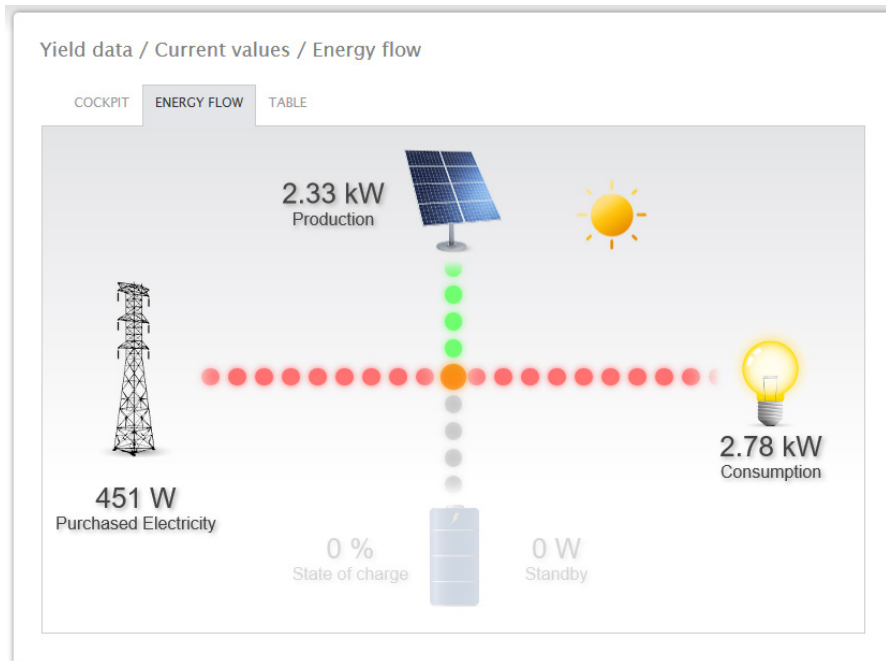 Yield data / Current values / Energy flow
COCKPIT
ENERGY FLOW
TABLE
2.33 kW
Production
2.78 kW
Consumption
451 W
Purchased Electricity
0 %
State of charge
0 W
Standby